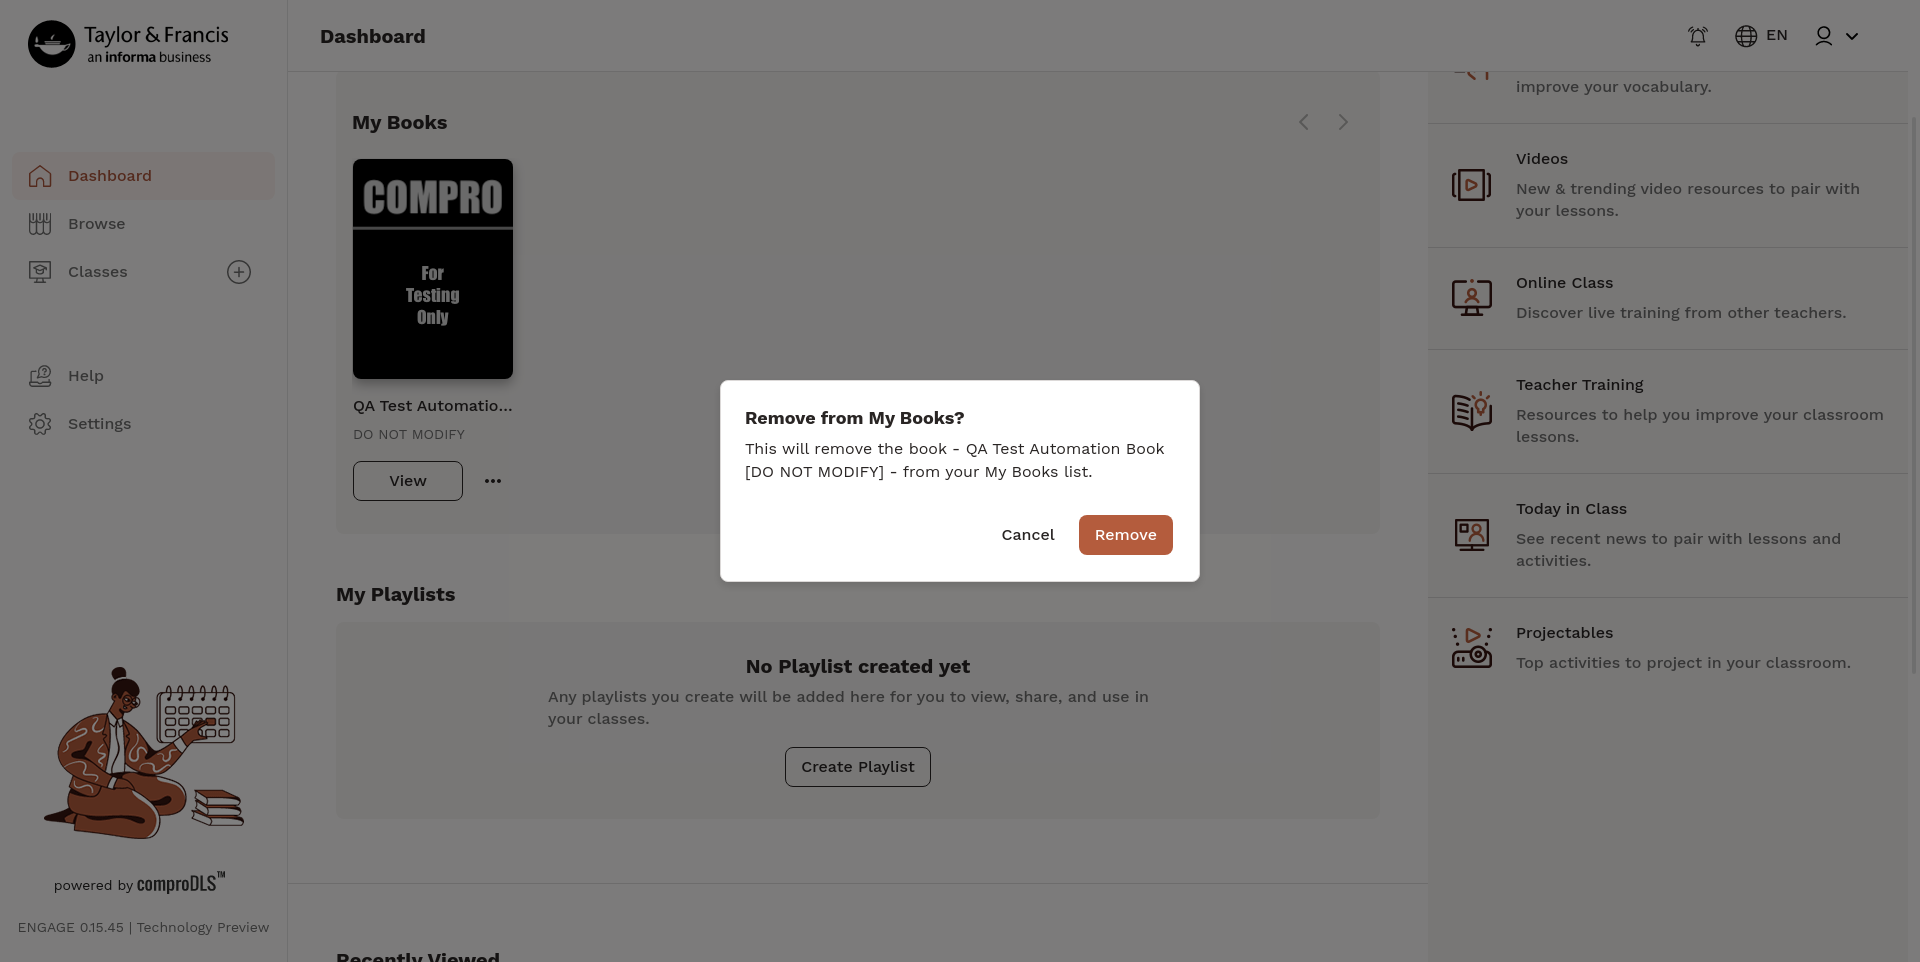 Taylor & Francis
an informa business
Dashboard
Browse
Classes
Help
Settings
powered by comproDLS™
ENGAGE 0.15.45 | Technology Preview
Dashboard
EN
My Books
COMPRO
For
Testing
Only
QA Test Automatio...
DO NOT MODIFY
View
My Playlists
No Playlist created yet
Any playlists you create will be added here for you to view, share, and use in
your classes.
Create Playlist
Recently Viewed
Remove from My Books?
This will remove the book - QA Test Automation Book
[DO NOT MODIFY] - from your My Books list.
Cancel
Remove
improve your vocabulary.
Videos
New & trending video resources to pair with
your lessons.
Online Class
Discover live training from other teachers.
Teacher Training
Resources to help you improve your classroom
lessons.
Today in Class
See recent news to pair with lessons and
activities.
Projectables
Top activities to project in your classroom.